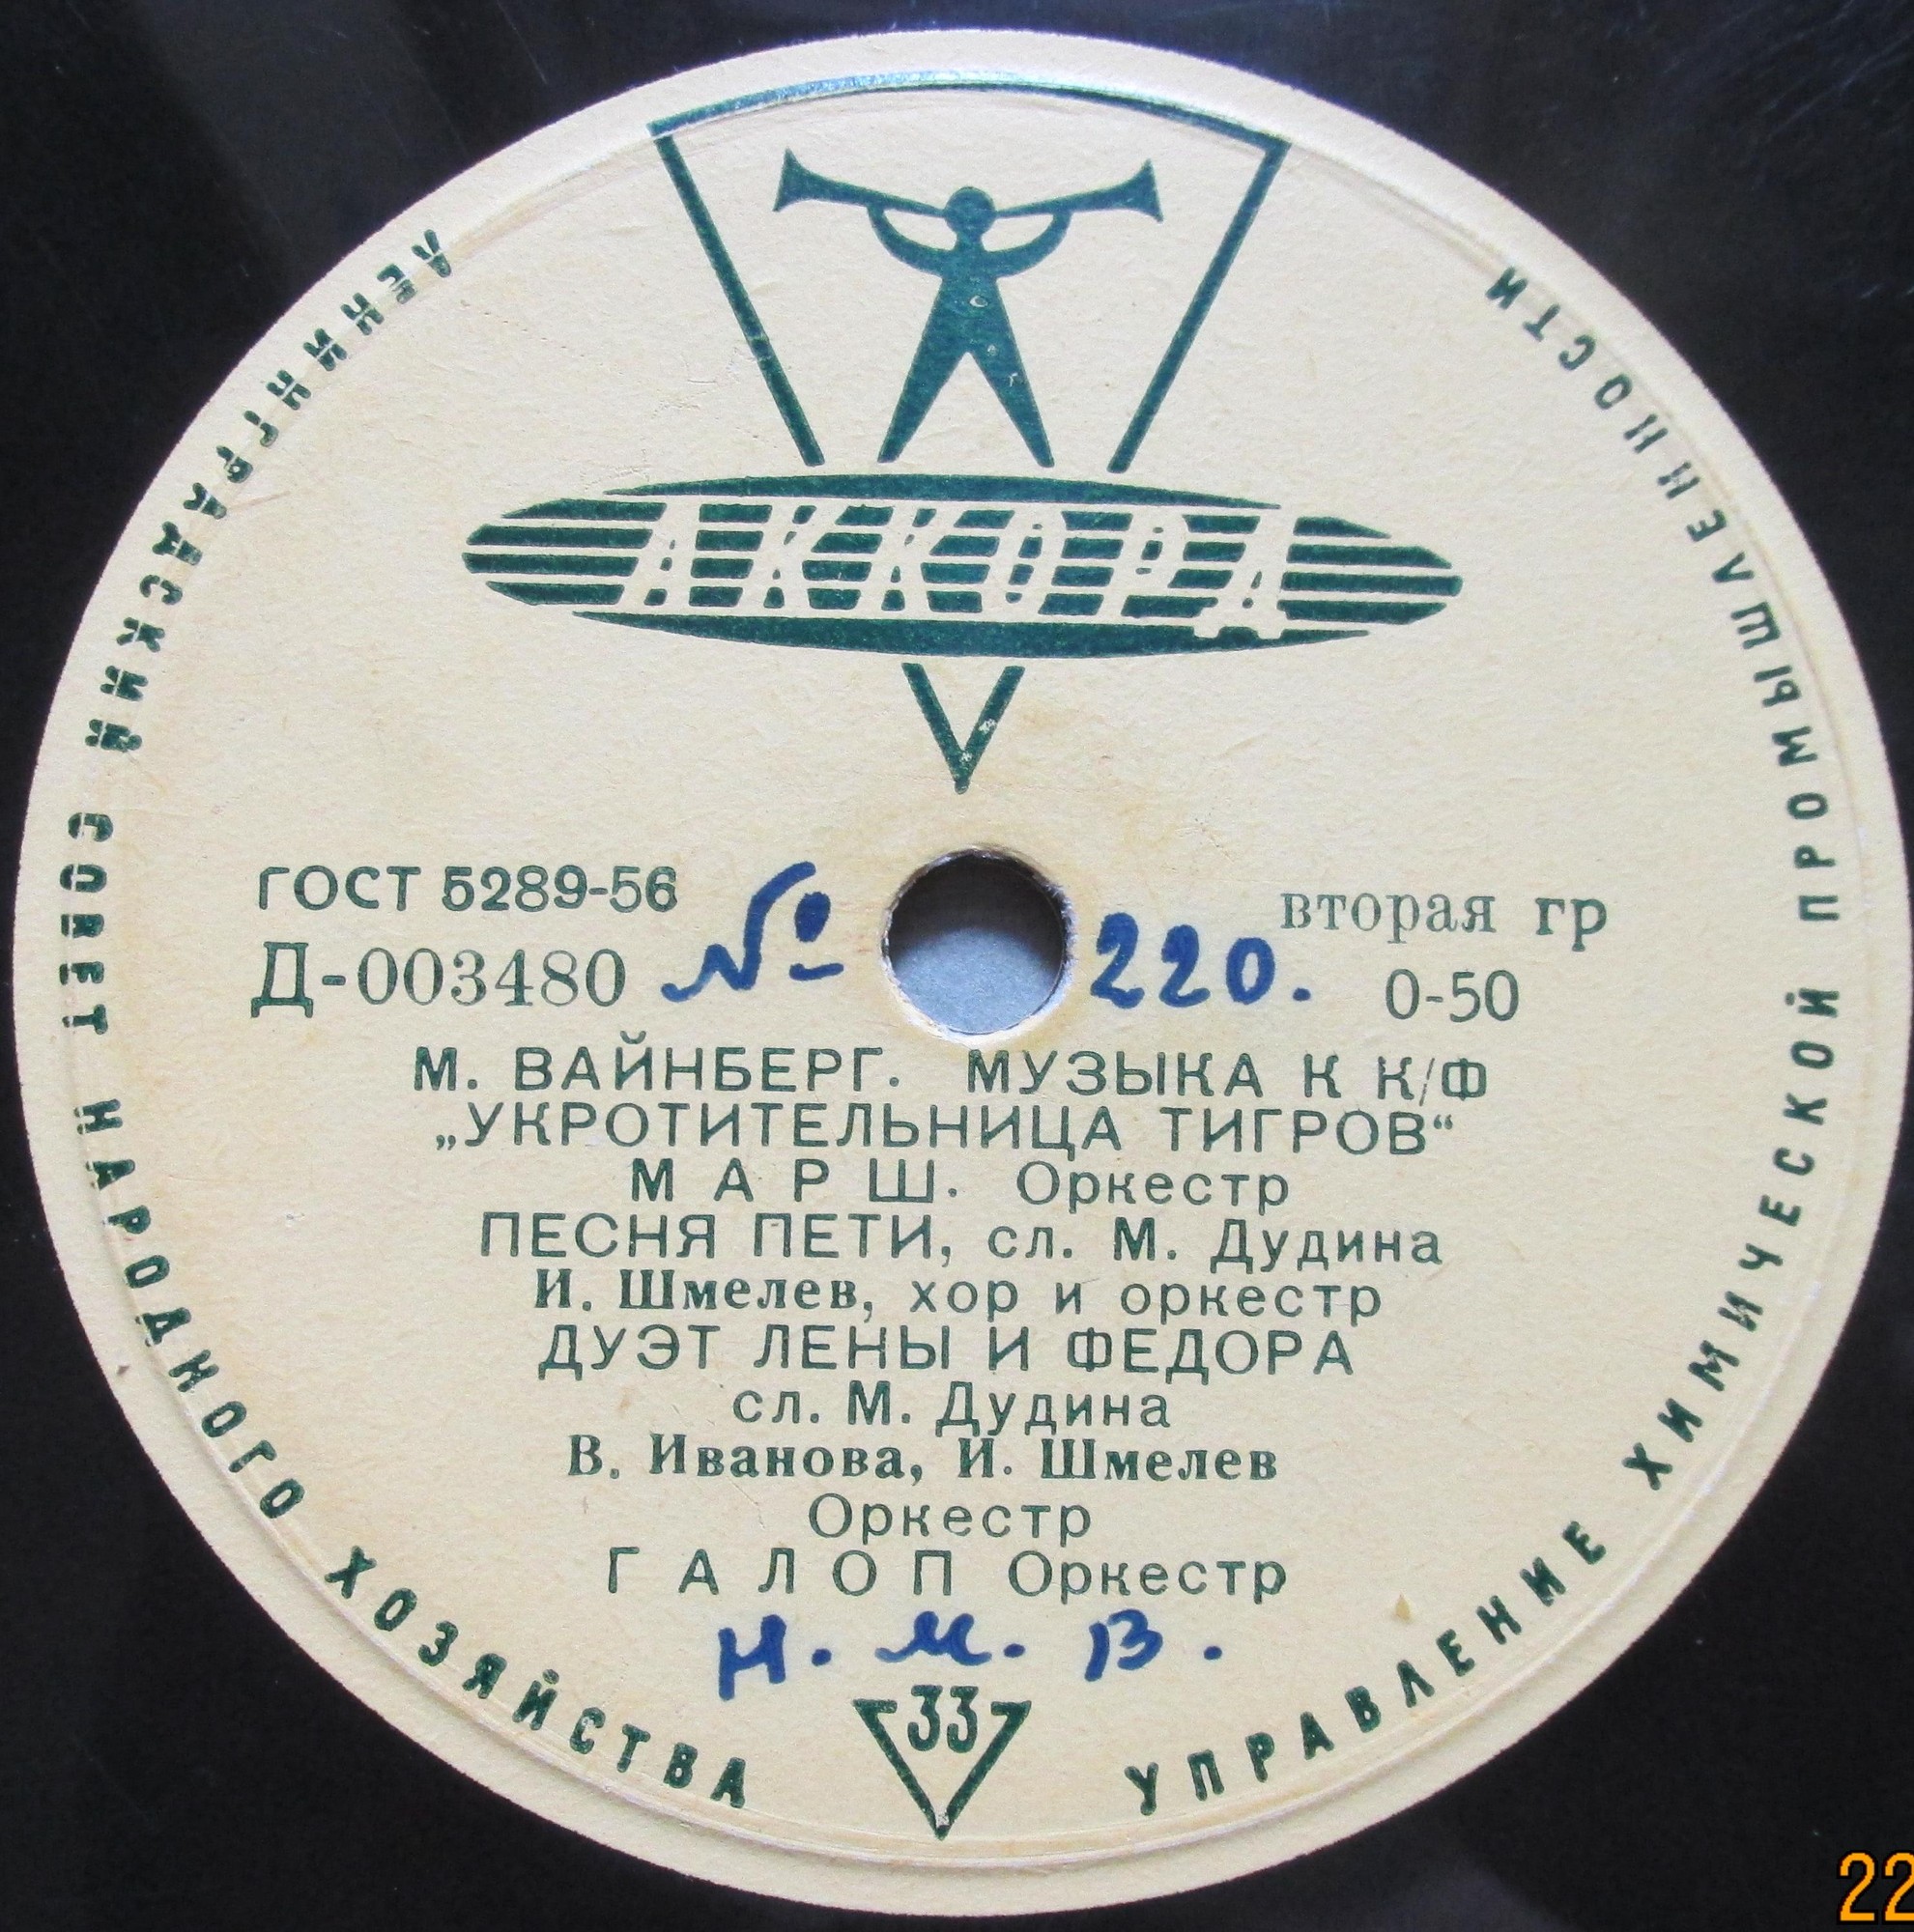 ЛЕНИНГРАДСКИЙ СОВЕТ НАРОДНОГО ХОЗЯЙСТВА
УПРАВЛЕНИЕ ХИМИЧЕСКОЙ ПРОМЫШЛЕННОСТИ
АККОРД
ГОСТ 5289-56
вторая гр
Д-003480
№ 220.
0-50
М. ВАЙНБЕРГ. МУЗЫКА К К/Ф
„УКРОТИТЕЛЬНИЦА ТИГРОВ“
МАРШ. Оркестр
ПЕСНЯ ПЕТИ, сл. М. Дудина
И. Шмелев, хор и оркестр
ДУЭТ ЛЕНЫ И ФЕДОРА
сл. М. Дудина
В. Иванова, И. Шмелев
Оркестр
ГАЛОП Оркестр
Н. М. В.
33
22